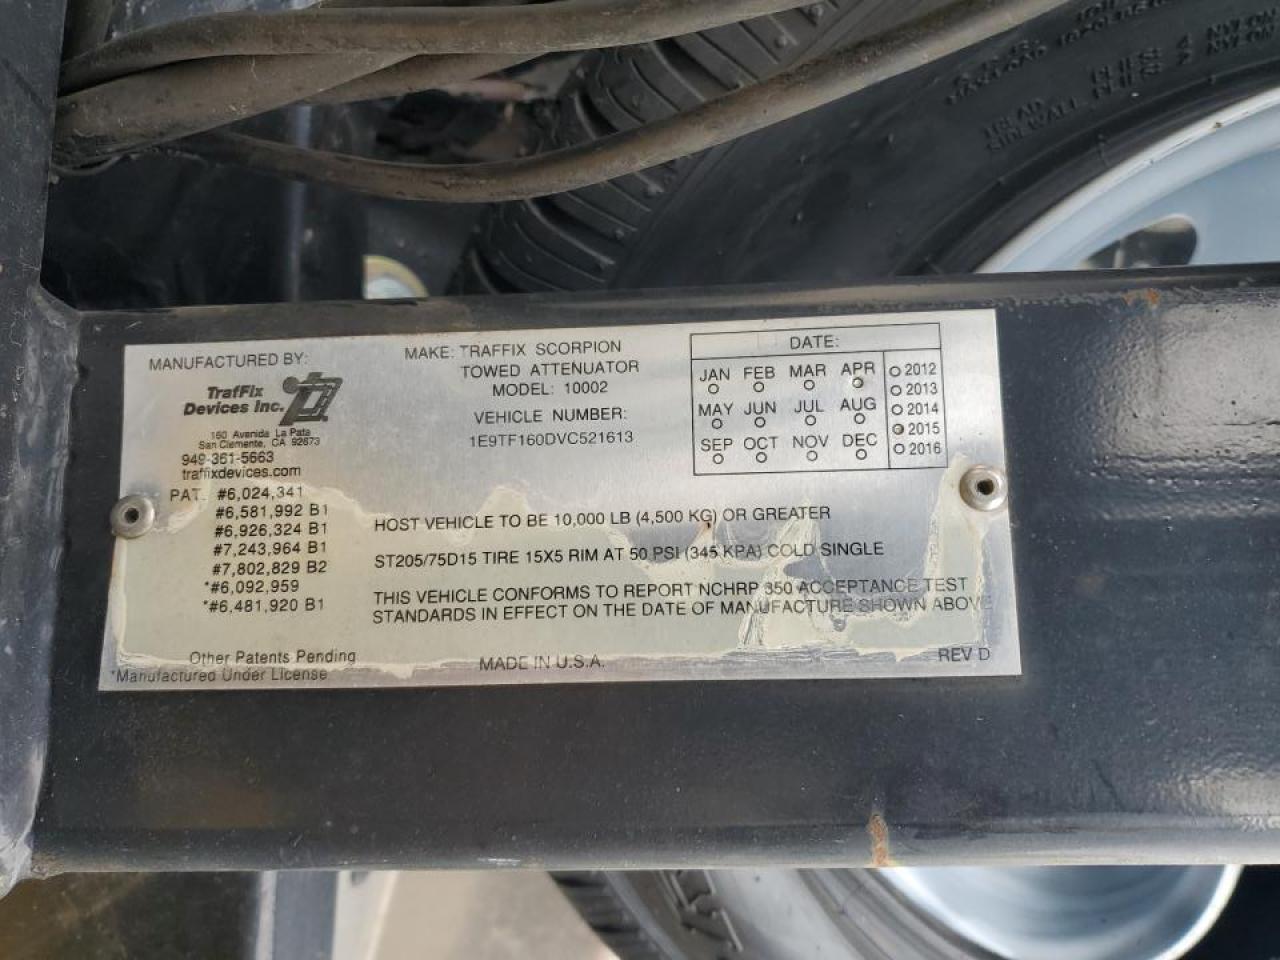 MANUFACTURED BY:
TrafFix
Devices Inc.
160 Avenida La Pata
San Clemente, CA 92673
949-361-5663
traffixdevices.com
PAT. #6,024,341
#6,581,992 B1
#6,926,324 B1
#7,243,964 B1
#7,802,829 B2
*#6,092,959
*#6,481,920 B1
Other Patents Pending
*Manufactured Under License
MAKE: TRAFFIX SCORPION
TOWED ATTENUATOR
MODEL: 10002
VEHICLE NUMBER:
1E9TF160DVC521613
DATE:
JAN FEB MAR APR
MAY JUN JUL AUG
SEP OCT NOV DEC
2012
2013
2014
2015
2016
HOST VEHICLE TO BE 10,000 LB (4,500 KG) OR GREATER
ST205/75D15 TIRE 15X5 RIM AT 50 PSI (345 KPA) COLD SINGLE
THIS VEHICLE CONFORMS TO REPORT NCHRP 350 ACCEPTANCE TEST
STANDARDS IN EFFECT ON THE DATE OF MANUFACTURE SHOWN ABOVE
MADE IN U.S.A.
REV D
TREAD
SIDEWALL